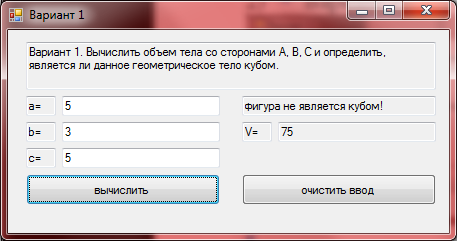 Вариант 1
Вариант 1. Вычислить объем тела со сторонами А, В, С и определить,
является ли данное геометрическое тело кубом.
a= 5 фигура не является кубом!
b= 3 V= 75
c= 5
вычислить очистить ввод